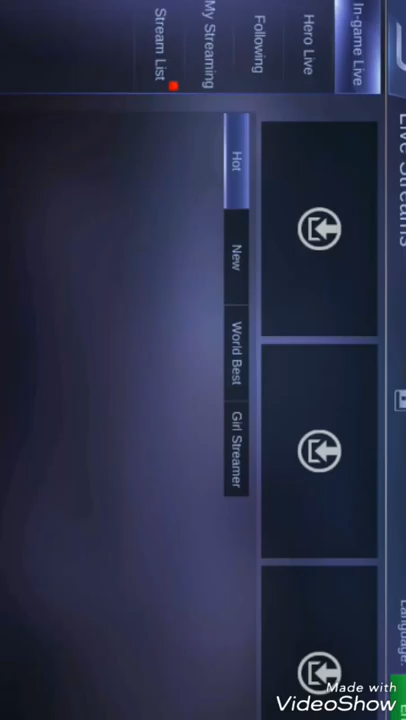 Live Streams
Language:
In-game Live
Hero Live
Following
My Streaming
Stream List
Hot
New
World Best
Girl Streamer
Made with
VideoShow